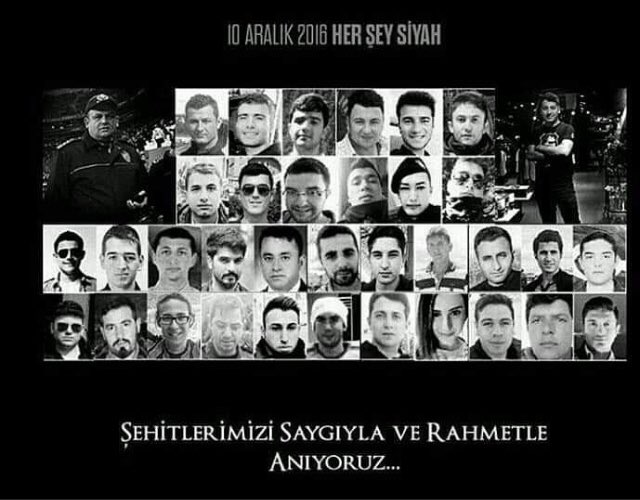 10 ARALIK 2016 HER ŞEY SİYAH
ŞEHİTLERİMİZİ SAYGIYLA VE RAHMETLE
ANIYORUZ...